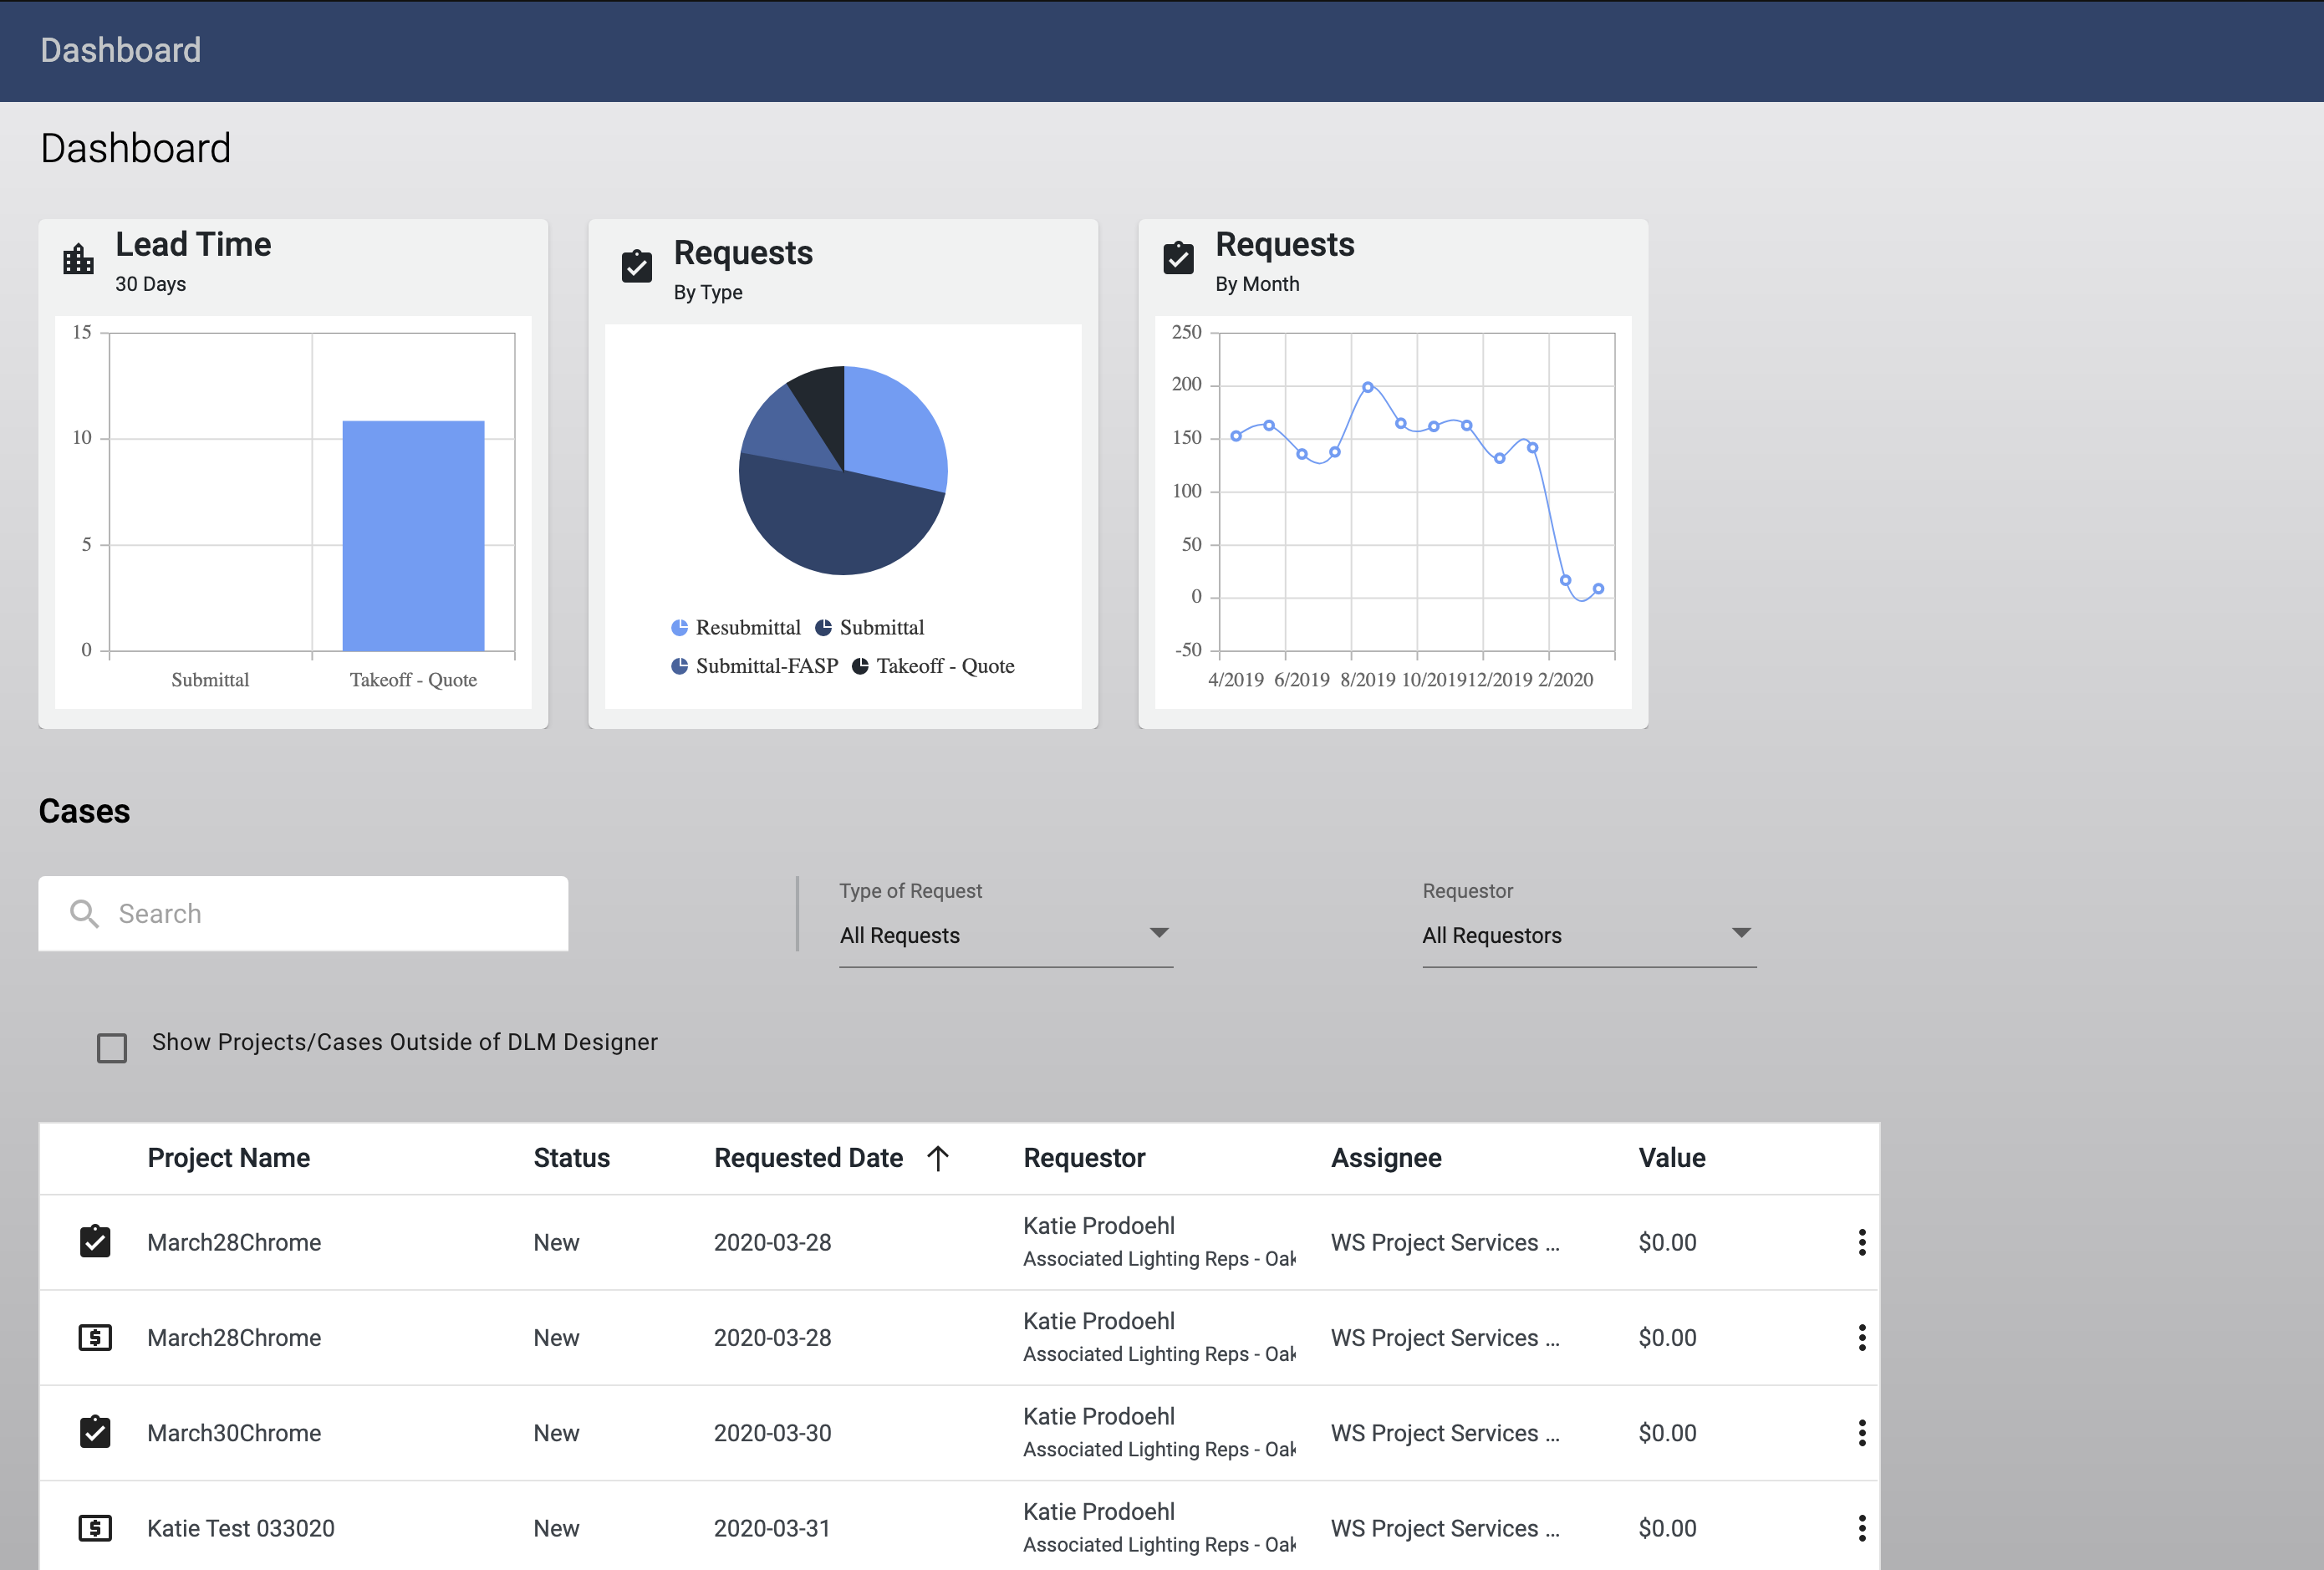 Dashboard
Dashboard
Lead Time
30 Days
15
10
5
0
Submittal
Takeoff - Quote
Requests
By Type
Resubmittal
Submittal
Submittal-FASP
Takeoff - Quote
Requests
By Month
250
200
150
100
50
0
-50
4/2019
6/2019
8/2019
10/2019
12/2019
2/2020
Cases
Search
Type of Request
All Requests
Requestor
All Requestors
Show Projects/Cases Outside of DLM Designer
Project Name Status Requested Date Requestor Assignee Value
March28Chrome New 2020-03-28 Katie Prodoehl WS Project Services ... $0.00
Associated Lighting Reps - Oak
March28Chrome New 2020-03-28 Katie Prodoehl WS Project Services ... $0.00
Associated Lighting Reps - Oak
March30Chrome New 2020-03-30 Katie Prodoehl WS Project Services ... $0.00
Associated Lighting Reps - Oak
Katie Test 033020 New 2020-03-31 Katie Prodoehl WS Project Services ... $0.00
Associated Lighting Reps - Oak